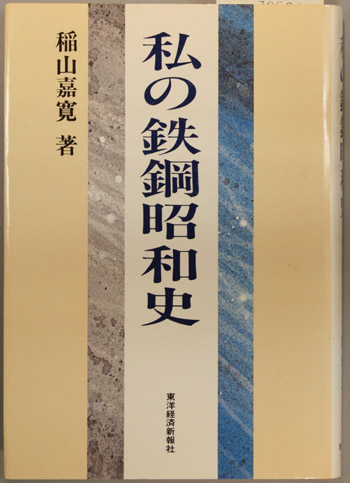 私の鉄鋼昭和史
稲山嘉寛 著
東洋経済新報社